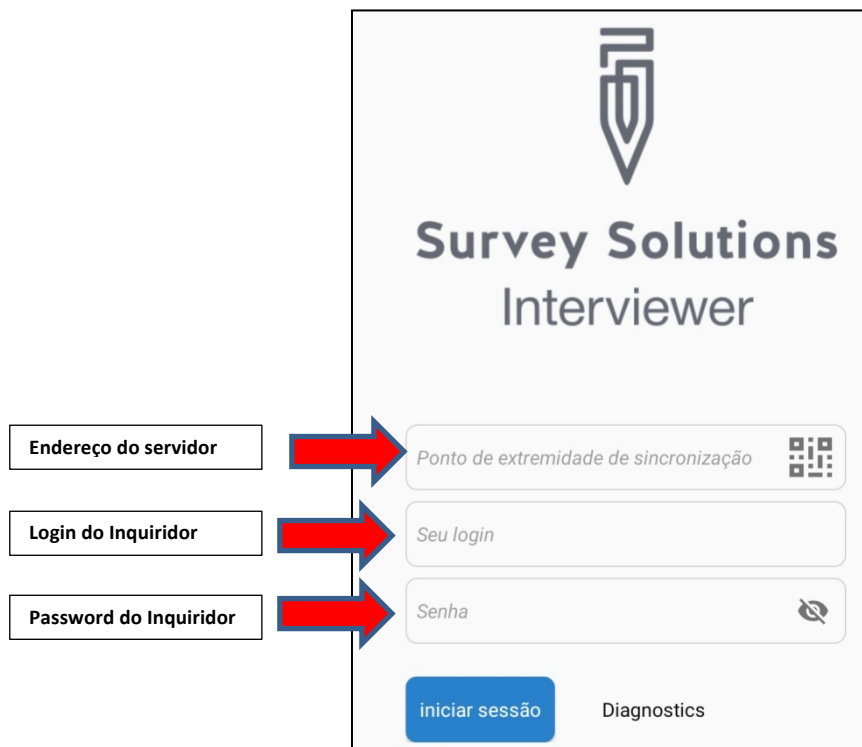 Survey Solutions
Interviewer
Endereço do servidor
Ponto de extremidade de sincronização
Login do Inquiridor
Seu login
Password do Inquiridor
Senha
iniciar sessão
Diagnostics